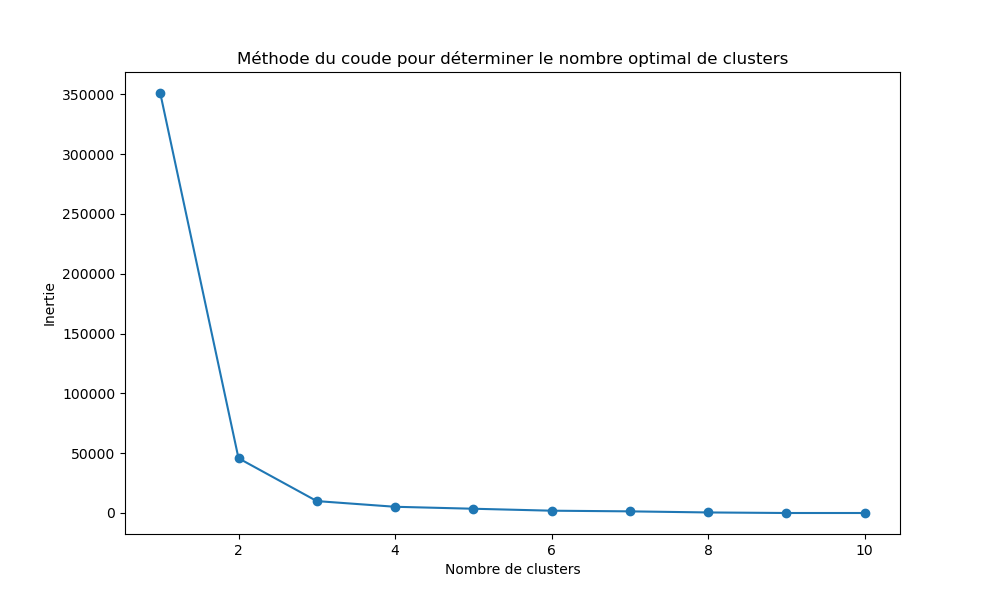 Méthode du coude pour déterminer le nombre optimal de clusters
350000
300000
250000
200000
150000
100000
50000
0
Inertie
2 4 6 8 10
Nombre de clusters